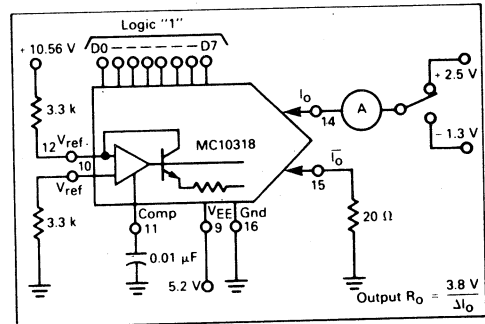 Logic "1"
D0 D7
+ 10.56 V
3.3 k
12 Vref
10
Vref
3.3 k
MC10318
IO
14
A
+ 2.5 V
- 1.3 V
IO
15
20 Ω
Comp
11
VEE
9
Gnd
16
0.01 µF
5.2 V
Output RO = 3.8 V
ΔIO